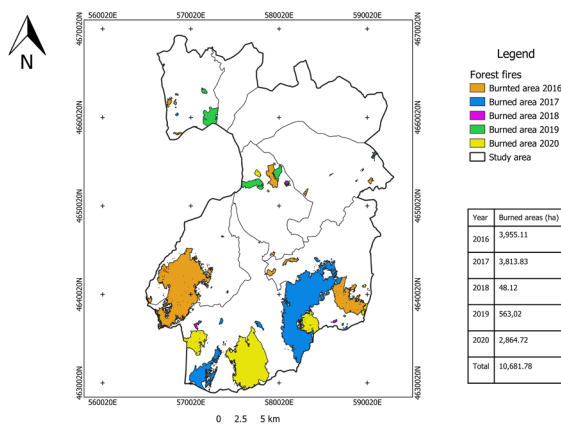 560020E 570020E 580020E 590020E
4670020N 4670020N
N
4660020N 4660020N
4650020N 4650020N
4640020N 4640020N
4630020N 4630020N
560020E 570020E 580020E 590020E
0 2.5 5 km
Legend
Forest fires
Burnted area 2016
Burned area 2017
Burned area 2018
Burned area 2019
Burned area 2020
Study area
Year Burned areas (ha)
2016 3,955.11
2017 3,813.83
2018 48.12
2019 563,02
2020 2,864.72
Total 10,681.78